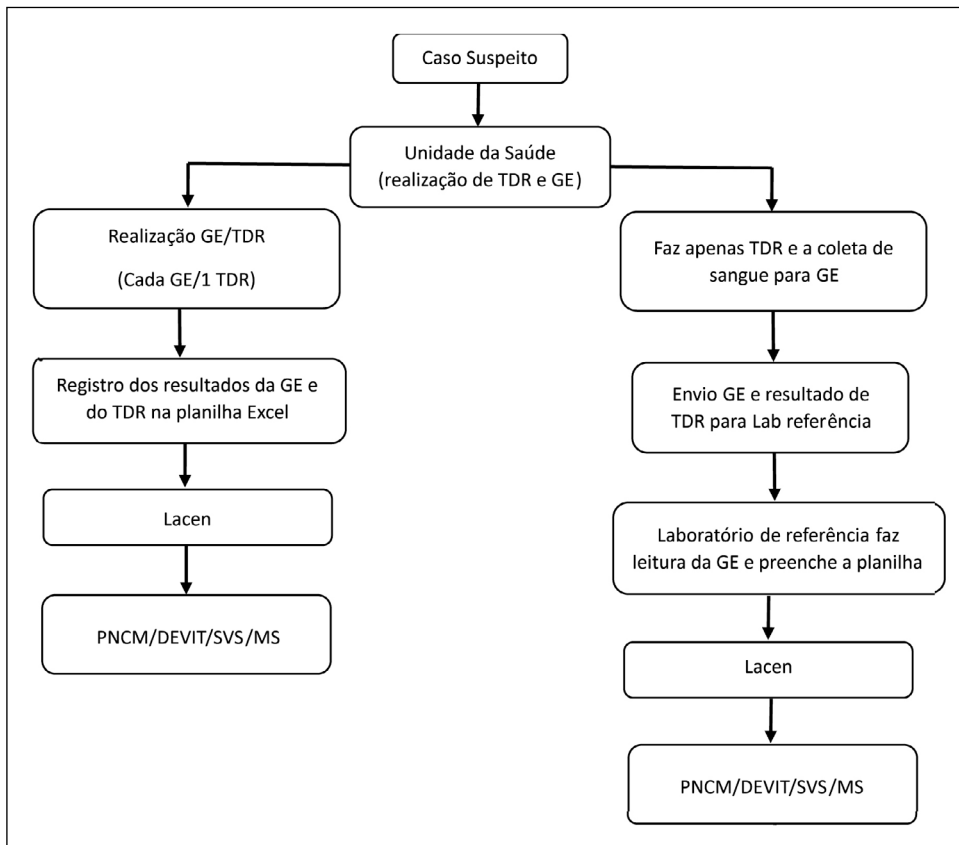 Caso Suspeito
Unidade da Saúde
(realização de TDR e GE)
Realização GE/TDR
(Cada GE/1 TDR)
Registro dos resultados da GE e
do TDR na planilha Excel
Lacen
PNCM/DEVIT/SVS/MS
Faz apenas TDR e a coleta de
sangue para GE
Envio GE e resultado de
TDR para Lab referência
Laboratório de referência faz
leitura da GE e preenche a planilha
Lacen
PNCM/DEVIT/SVS/MS